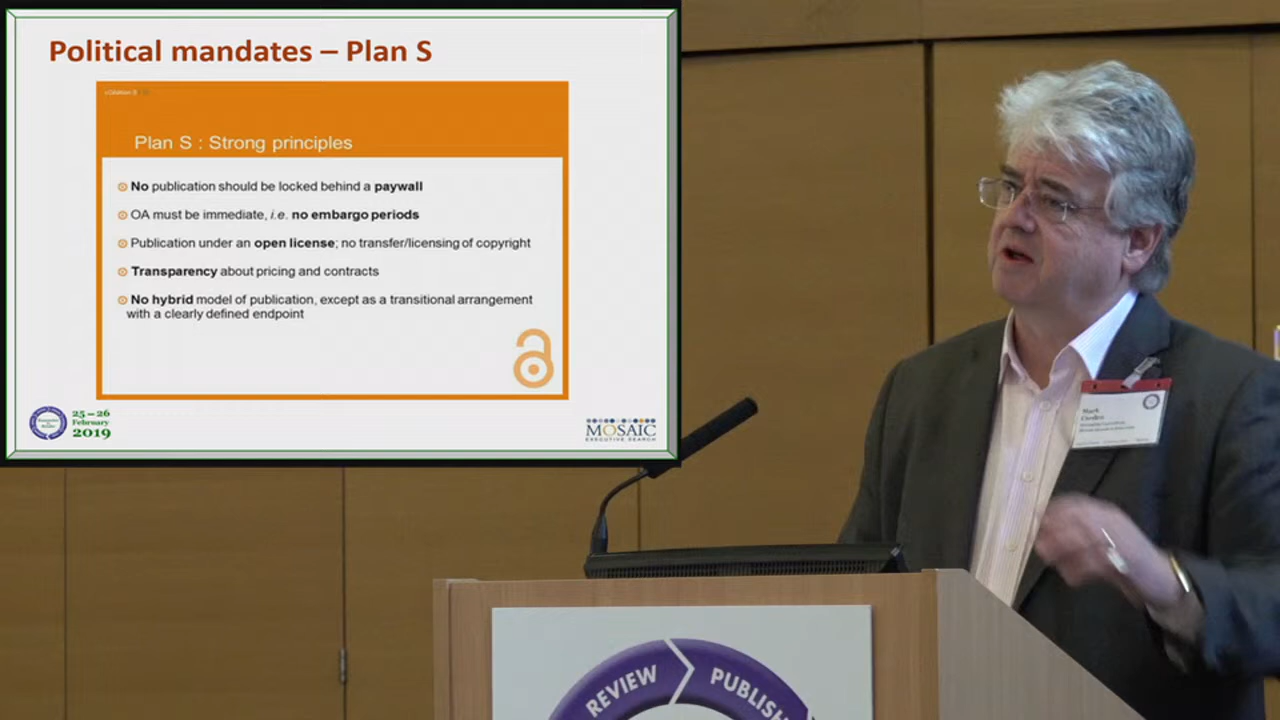 Political mandates – Plan S
Plan S : Strong principles
No publication should be locked behind a paywall
OA must be immediate, i.e. no embargo periods
Publication under an open license; no transfer/licensing of copyright
Transparency about pricing and contracts
No hybrid model of publication, except as a transitional arrangement
with a clearly defined endpoint
25 – 26
February
2019
MOSAIC
EXECUTIVE SEARCH
Mark
REVIEW
PUBLISH